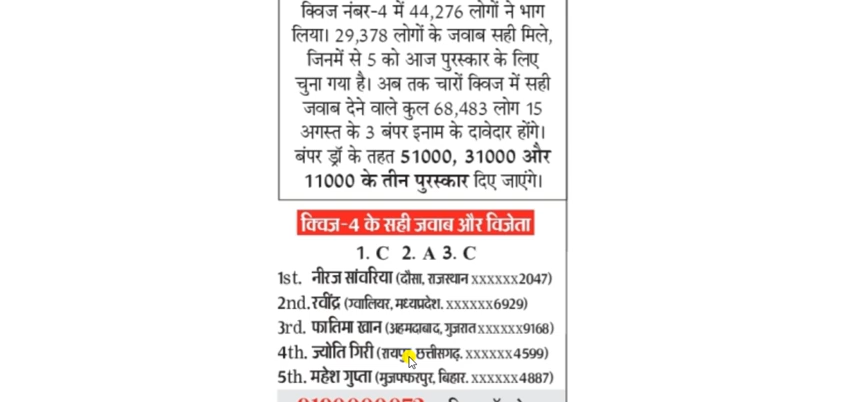 क्विज नंबर-4 में 44,276 लोगों ने भाग
लिया। 29,378 लोगों के जवाब सही मिले,
जिनमें से 5 को आज पुरस्कार के लिए
चुना गया है। अब तक चारों क्विज में सही
जवाब देने वाले कुल 68,483 लोग 15
अगस्त के 3 बंपर इनाम के दावेदार होंगे।
बंपर ड्रॉ के तहत 51000, 31000 और
11000 के तीन पुरस्कार दिए जाएंगे।
क्विज-4 के सही जवाब और विजेता
1. C 2. A 3. C
1st. नीरज सांवरिया (दौसा, राजस्थान xxxxxx2047)
2nd. रवींद्र (ग्वालियर, मध्यप्रदेश. xxxxxx6929)
3rd. फातिमा खान (अहमदाबाद, गुजरात xxxxxx9168)
4th. ज्योति गिरी (रायपुर, छत्तीसगढ़. xxxxxx4599)
5th. महेश गुप्ता (मुजफ्फरपुर, बिहार. xxxxxx4887)